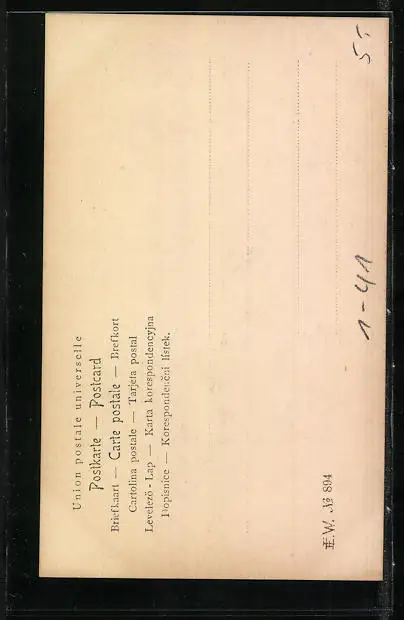 Union postale universelle
Postkarte — Postcard
Briefkaart — Carte postale — Brefkort
Cartolina postale — Tarjeta postal
Levelező-Lap — Karta korespondencyjna
Dopisnice — Korespondenční lístek.
E.W. № 894
1-41
55